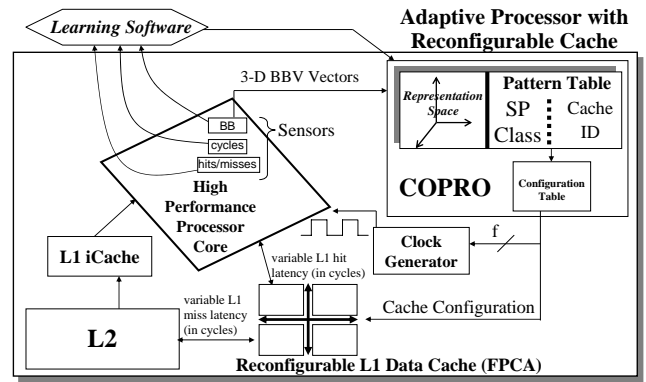 Learning Software
Adaptive Processor with
Reconfigurable Cache
3-D BBV Vectors
Representation
Space
Pattern Table
SP
Class
Cache
ID
BB
cycles
hits/misses
Sensors
High
Performance
Processor
Core
COPRO
Configuration
Table
L1 iCache
Clock
Generator
f
variable L1 hit
latency (in cycles)
variable L1
miss latency
(in cycles)
Cache Configuration
L2
Reconfigurable L1 Data Cache (FPCA)